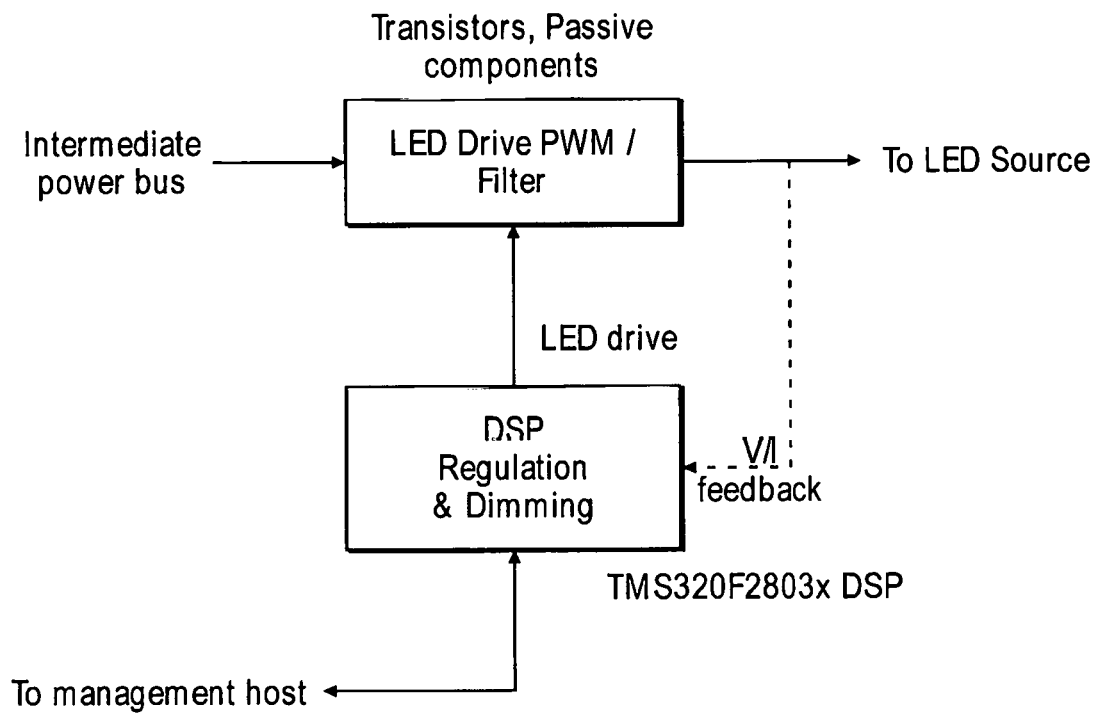 Transistors, Passive
components
Intermediate
power bus
LED Drive PWM /
Filter
To LED Source
LED drive
DSP
Regulation
& Dimming
V/I
feedback
TMS320F2803x DSP
To management host